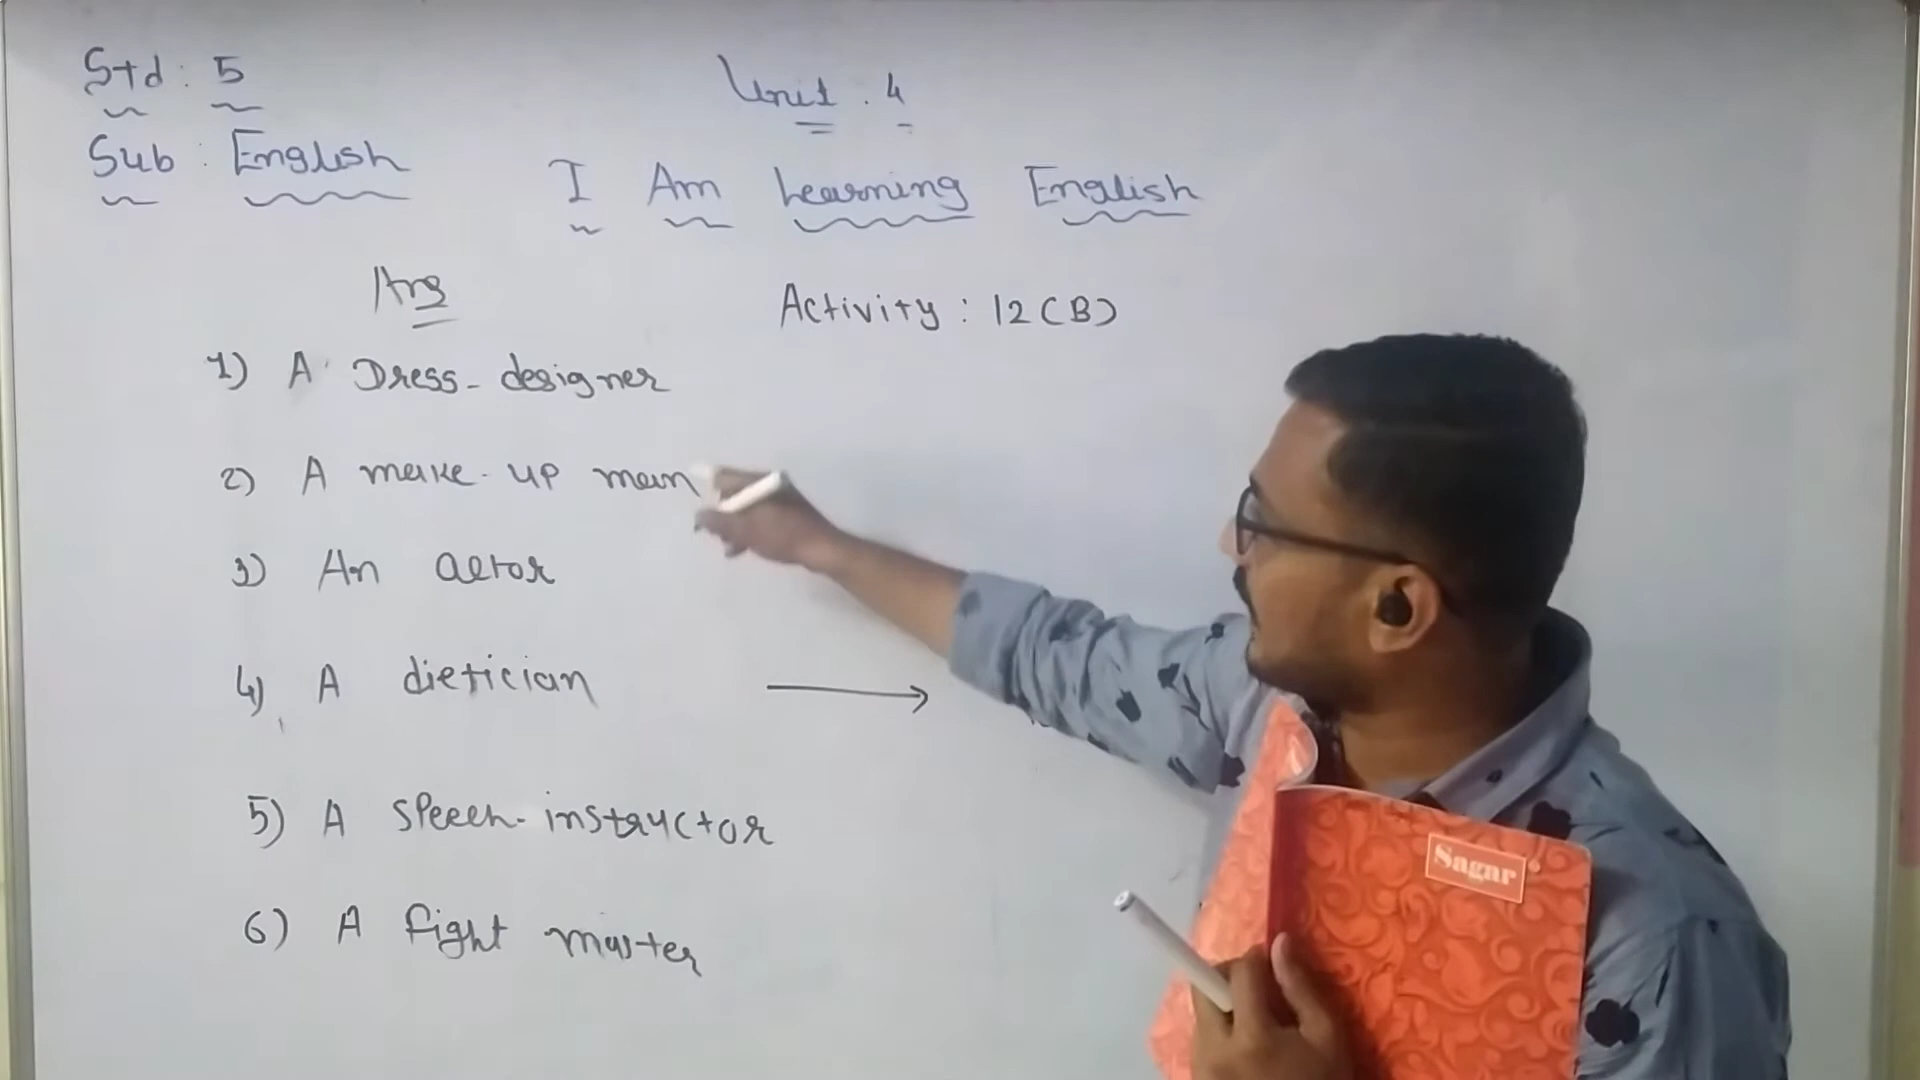 Std : 5
Unit . 4
Sub : English
I Am Learning English
Ans
Activity : 12 (B)
1) A Dress-designer
2) A make-up man
3) An actor
4) A dietician
5) A speech-instructor
6) A fight master
Sagar